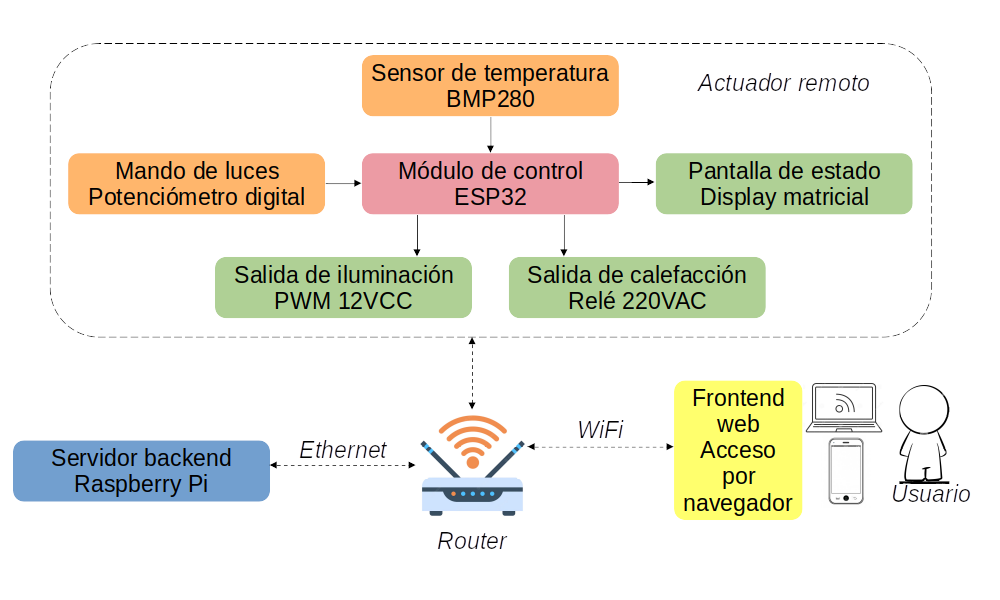 Sensor de temperatura
BMP280
Actuador remoto
Mando de luces
Potenciómetro digital
Módulo de control
ESP32
Pantalla de estado
Display matricial
Salida de iluminación
PWM 12VCC
Salida de calefacción
Relé 220VAC
Servidor backend
Raspberry Pi
Ethernet
Router
WiFi
Frontend
web
Acceso
por
navegador
Usuario